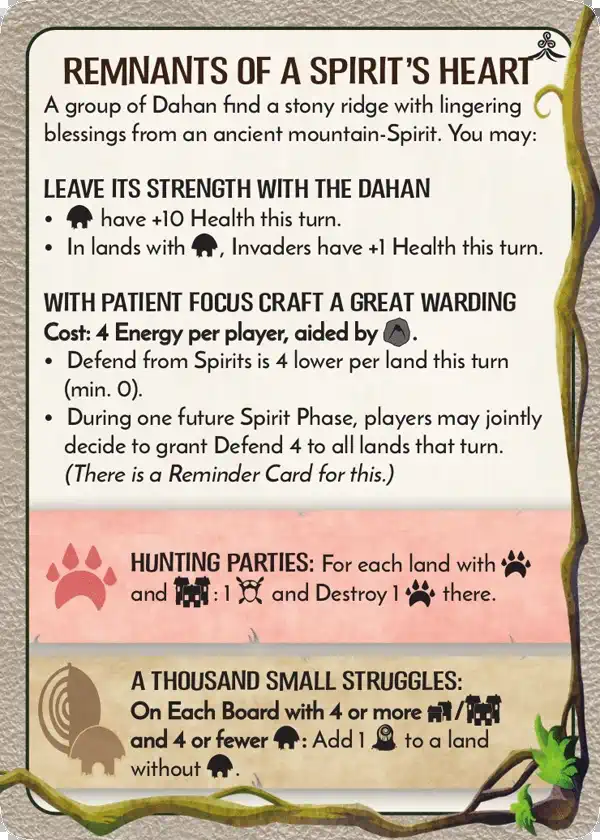 REMNANTS OF A SPIRIT'S HEART
A group of Dahan find a stony ridge with lingering
blessings from an ancient mountain-Spirit. You may:
LEAVE ITS STRENGTH WITH THE DAHAN
• have +10 Health this turn.
• In lands with , Invaders have +1 Health this turn.
WITH PATIENT FOCUS CRAFT A GREAT WARDING
Cost: 4 Energy per player, aided by .
• Defend from Spirits is 4 lower per land this turn
(min. 0).
• During one future Spirit Phase, players may jointly
decide to grant Defend 4 to all lands that turn.
(There is a Reminder Card for this.)
HUNTING PARTIES: For each land with
and : 1 and Destroy 1 there.
A THOUSAND SMALL STRUGGLES:
On Each Board with 4 or more /
and 4 or fewer : Add 1 to a land
without .